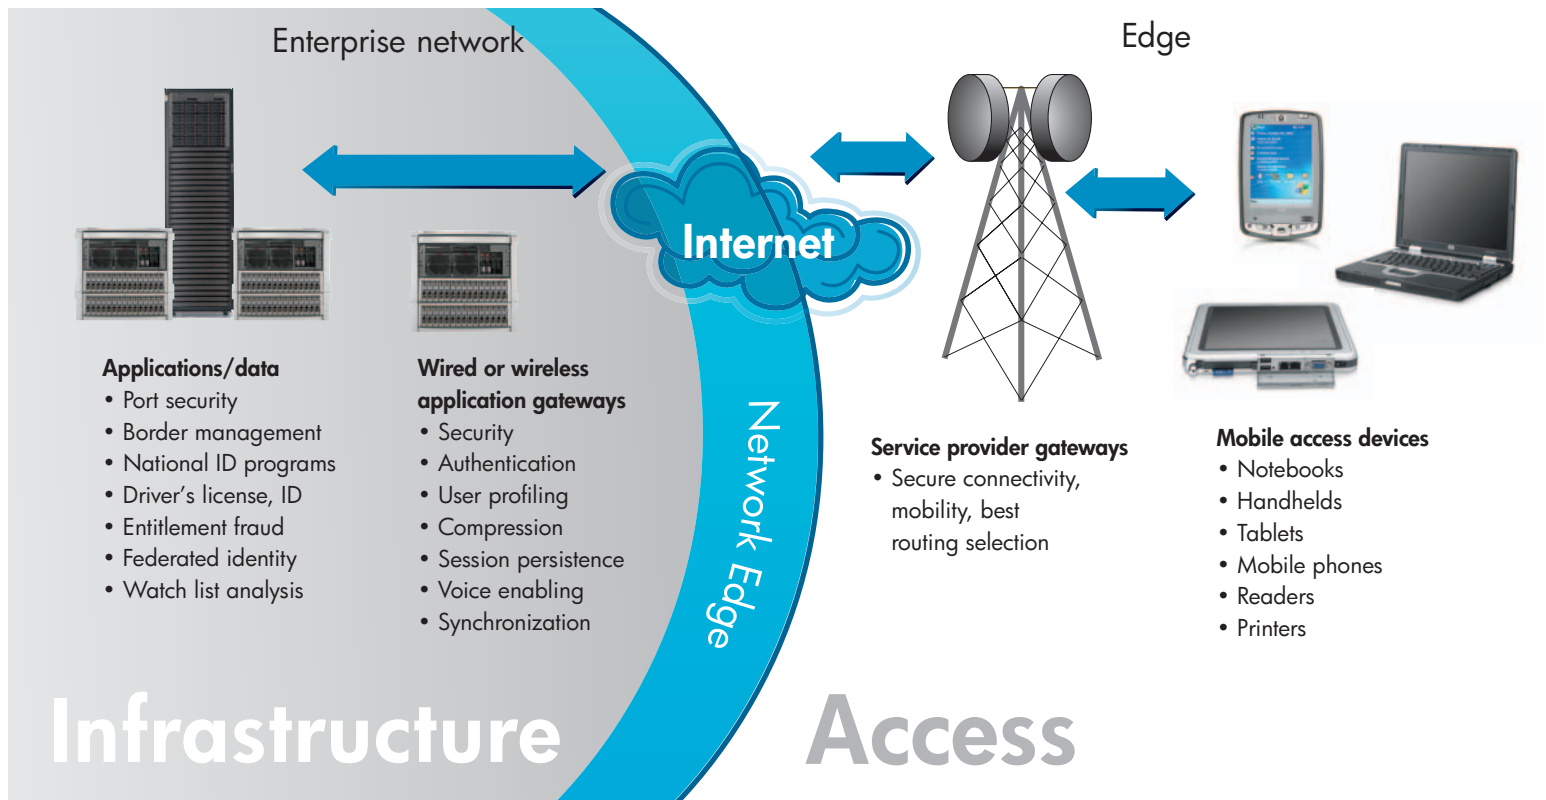 Enterprise network
Edge
Internet
Applications/data
• Port security
• Border management
• National ID programs
• Driver’s license, ID
• Entitlement fraud
• Federated identity
• Watch list analysis
Wired or wireless
application gateways
• Security
• Authentication
• User profiling
• Compression
• Session persistence
• Voice enabling
• Synchronization
Network Edge
Service provider gateways
• Secure connectivity,
mobility, best
routing selection
Mobile access devices
• Notebooks
• Handhelds
• Tablets
• Mobile phones
• Readers
• Printers
Infrastructure
Access